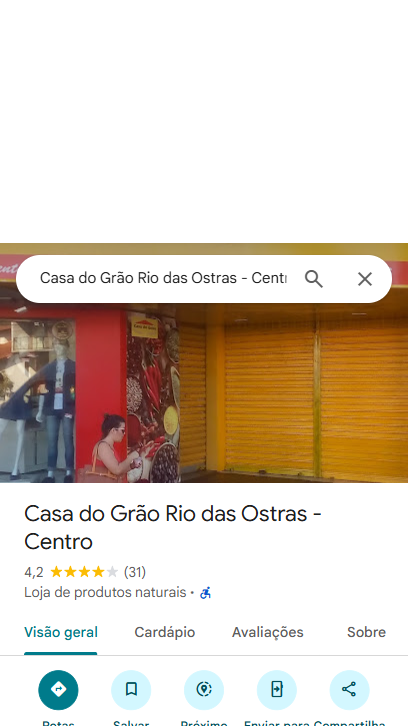 Casa do Grão Rio das Ostras -
Casa do Grão Rio das Ostras -
Centro
4,2 (31)
Loja de produtos naturais •
Visão geral Cardápio Avaliações Sobre
Rotas Salvar Próximo Enviar para Compartilha